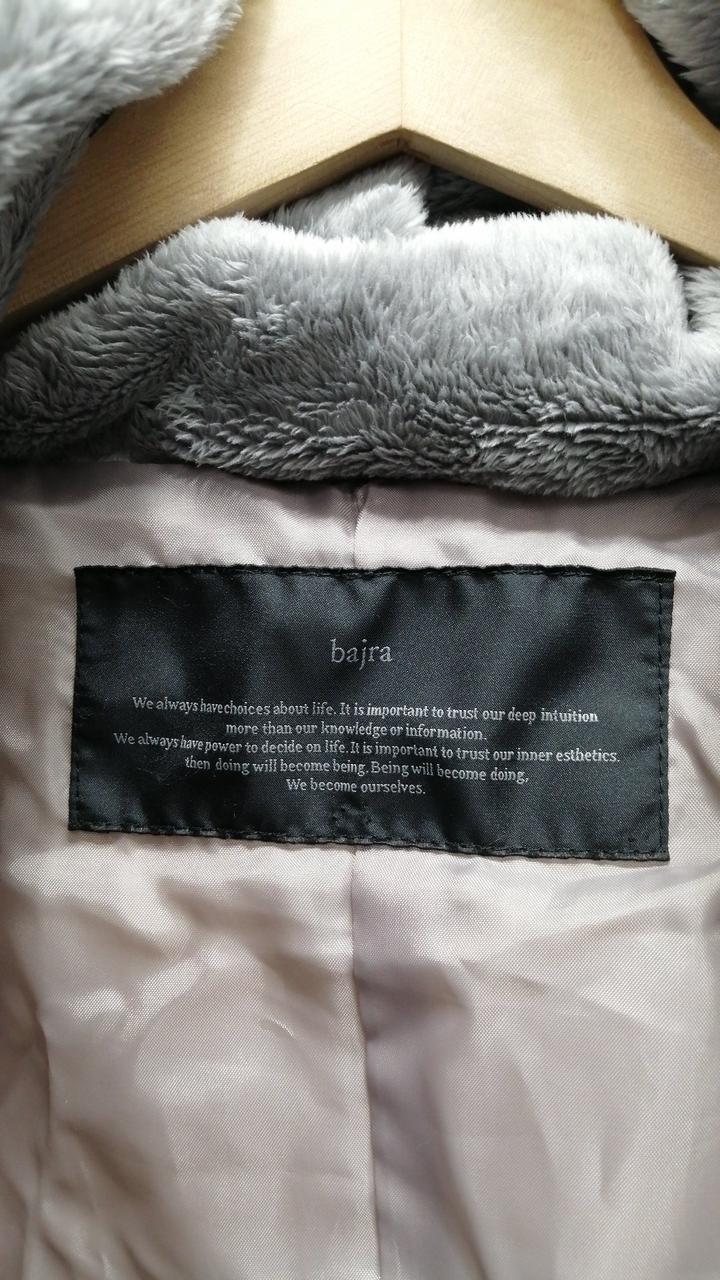 bajra
We always have choices about life. It is important to trust our deep intuition
more than our knowledge or information.
We always have power to decide on life. It is important to trust our inner esthetics.
then doing will become being. Being will become doing,
We become ourselves.